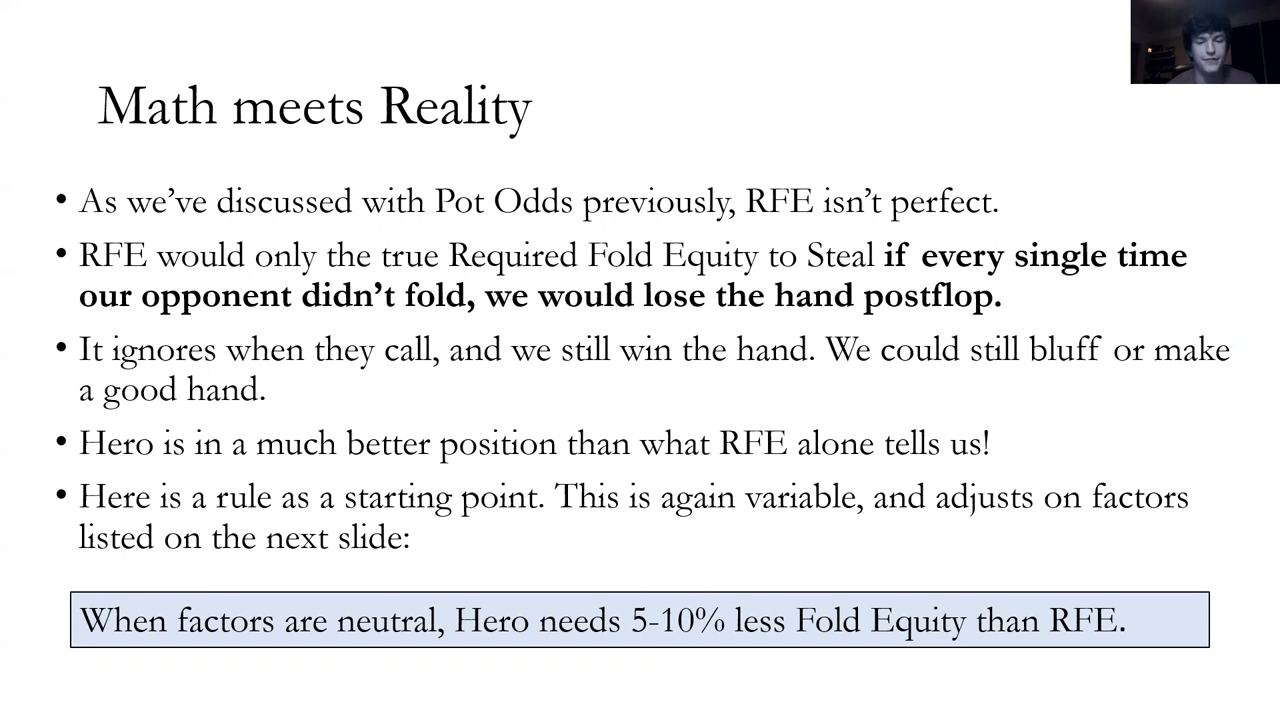 Math meets Reality
• As we’ve discussed with Pot Odds previously, RFE isn’t perfect.
• RFE would only the true Required Fold Equity to Steal if every single time
our opponent didn’t fold, we would lose the hand postflop.
• It ignores when they call, and we still win the hand. We could still bluff or make
a good hand.
• Hero is in a much better position than what RFE alone tells us!
• Here is a rule as a starting point. This is again variable, and adjusts on factors
listed on the next slide:
When factors are neutral, Hero needs 5-10% less Fold Equity than RFE.